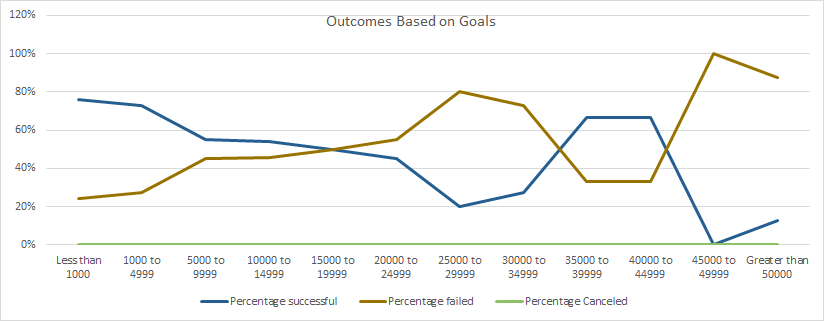 Outcomes Based on Goals
120%
100%
80%
60%
40%
20%
0%
Less than
1000
1000 to
4999
5000 to
9999
10000 to
14999
15000 to
19999
20000 to
24999
25000 to
29999
30000 to
34999
35000 to
39999
40000 to
44999
45000 to
49999
Greater than
50000
Percentage successful
Percentage failed
Percentage Canceled